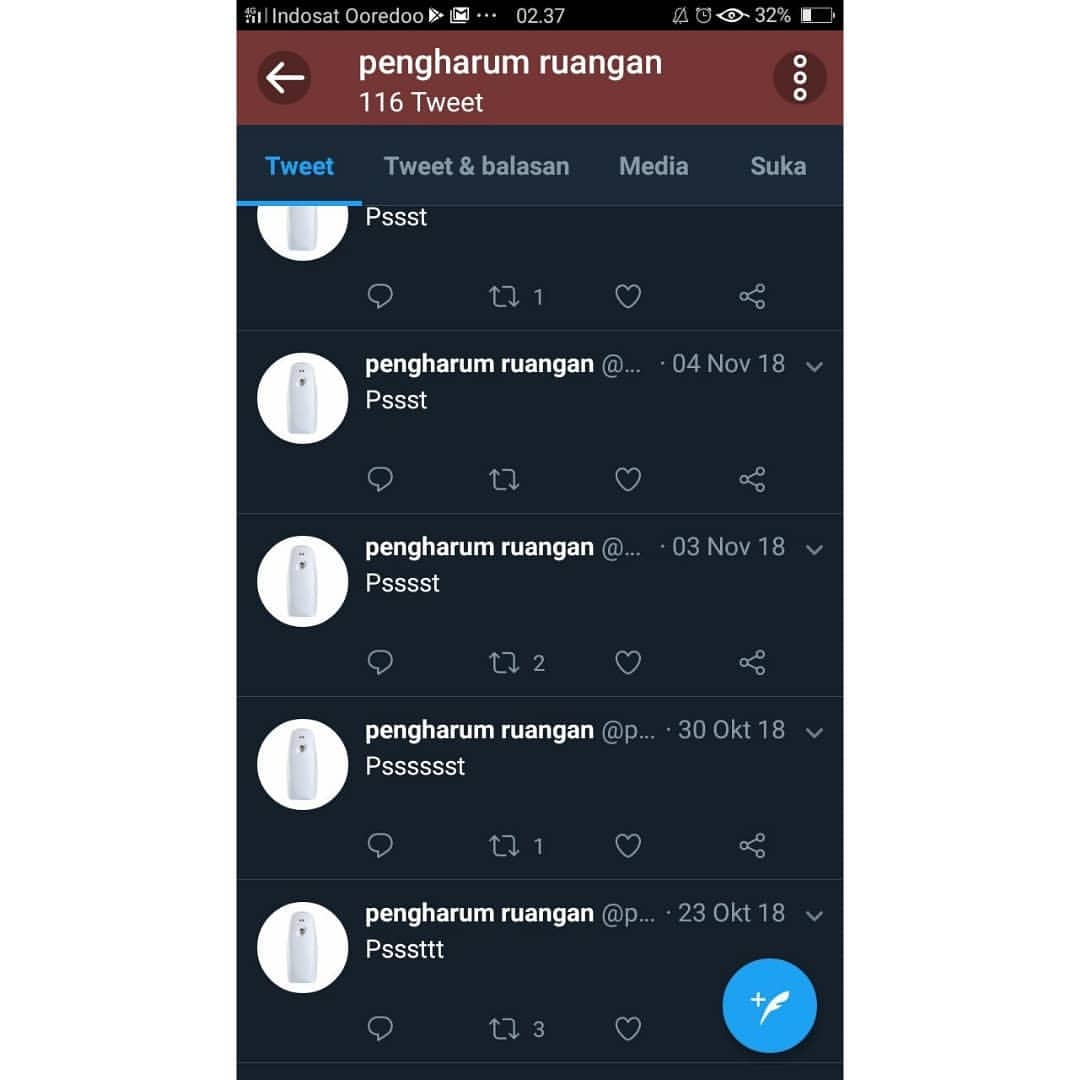 4G Indosat Ooredoo ... 02.37 32%
pengharum ruangan
116 Tweet
Tweet Tweet & balasan Media Suka
Pssst
1
pengharum ruangan @... · 04 Nov 18
Pssst
pengharum ruangan @... · 03 Nov 18
Psssst
2
pengharum ruangan @p... · 30 Okt 18
Psssssst
1
pengharum ruangan @p... · 23 Okt 18
Psssttt
3